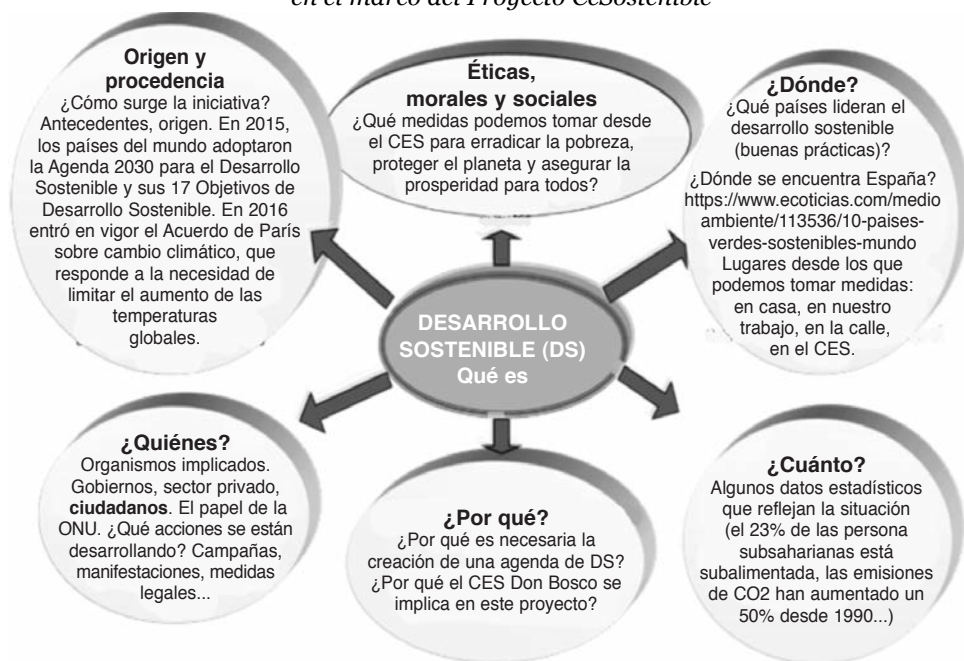 en el marco del Proyecto CeSostenible
Origen y
procedencia
¿Cómo surge la iniciativa?
Antecedentes, origen. En 2015,
los países del mundo adoptaron
la Agenda 2030 para el Desarrollo
Sostenible y sus 17 Objetivos de
Desarrollo Sostenible. En 2016
entró en vigor el Acuerdo de París
sobre cambio climático, que
responde a la necesidad de
limitar el aumento de las
temperaturas
globales.
Éticas,
morales y sociales
¿Qué medidas podemos tomar desde
el CES para erradicar la pobreza,
proteger el planeta y asegurar la
prosperidad para todos?
¿Dónde?
¿Qué países lideran el
desarrollo sostenible
(buenas prácticas)?
¿Dónde se encuentra España?
https://www.ecoticias.com/medio
ambiente/113536/10-paises-
verdes-sostenibles-mundo
Lugares desde los que
podemos tomar medidas:
en casa, en nuestro
trabajo, en la calle,
en el CES.
DESARROLLO
SOSTENIBLE (DS)
Qué es
¿Quiénes?
Organismos implicados.
Gobiernos, sector privado,
ciudadanos. El papel de la
ONU. ¿Qué acciones se están
desarrollando? Campañas,
manifestaciones, medidas
legales...
¿Por qué?
¿Por qué es necesaria la
creación de una agenda de DS?
¿Por qué el CES Don Bosco se
implica en este proyecto?
¿Cuánto?
Algunos datos estadísticos
que reflejan la situación
(el 23% de las persona
subsaharianas está
subalimentada, las emisiones
de CO2 han aumentado un
50% desde 1990...)